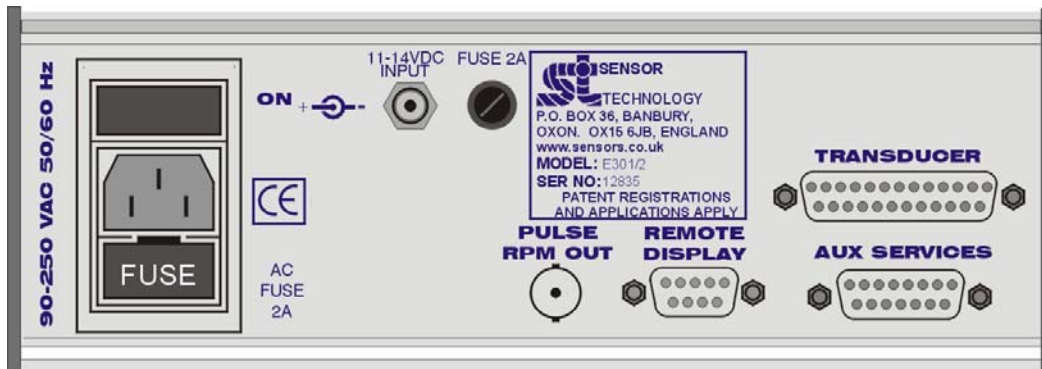 90-250 VAC 50/60 Hz
FUSE
ON + -
CE
AC
FUSE
2A
11-14VDC
INPUT
FUSE 2A
st SENSOR
TECHNOLOGY
P.O. BOX 36, BANBURY,
OXON. OX15 6JB, ENGLAND
www.sensors.co.uk
MODEL: E301/2
SER NO: 12835
PATENT REGISTRATIONS
AND APPLICATIONS APPLY
PULSE
RPM OUT
REMOTE
DISPLAY
TRANSDUCER
AUX SERVICES